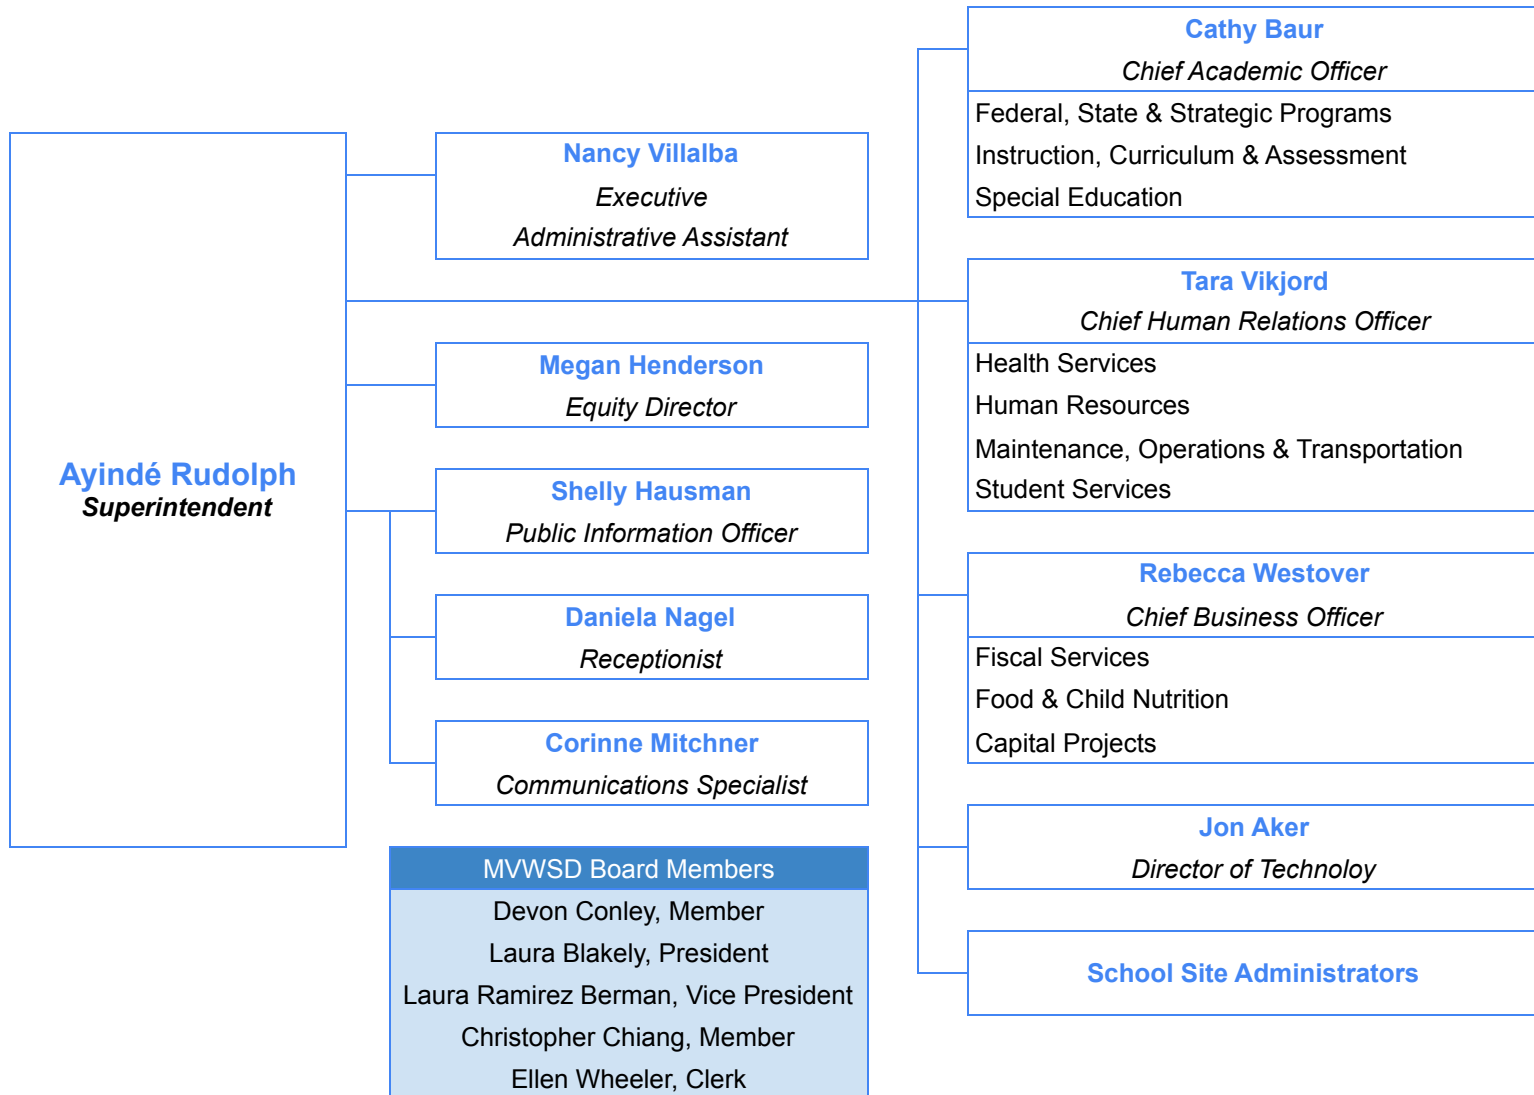 Ayindé Rudolph
Superintendent
Nancy Villalba
Executive
Administrative Assistant
Megan Henderson
Equity Director
Shelly Hausman
Public Information Officer
Daniela Nagel
Receptionist
Corinne Mitchner
Communications Specialist
MVWSD Board Members
Devon Conley, Member
Laura Blakely, President
Laura Ramirez Berman, Vice President
Christopher Chiang, Member
Ellen Wheeler, Clerk
Cathy Baur
Chief Academic Officer
Federal, State & Strategic Programs
Instruction, Curriculum & Assessment
Special Education
Tara Vikjord
Chief Human Relations Officer
Health Services
Human Resources
Maintenance, Operations & Transportation
Student Services
Rebecca Westover
Chief Business Officer
Fiscal Services
Food & Child Nutrition
Capital Projects
Jon Aker
Director of Technoloy
School Site Administrators